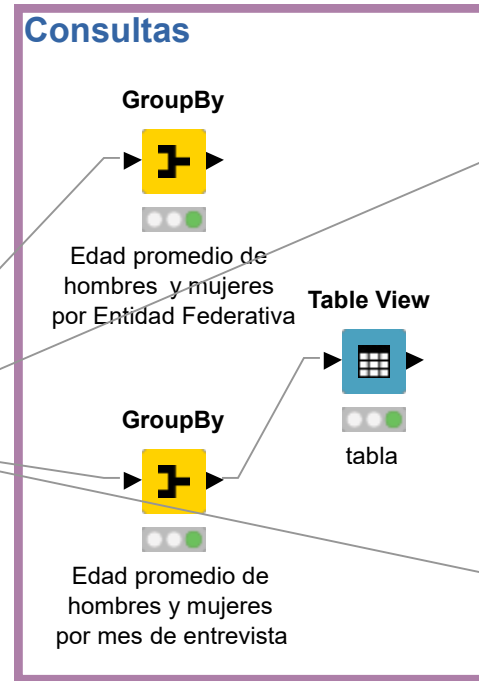 Consultas
GroupBy
Edad promedio de
hombres  y mujeres
por Entidad Federativa
Table View
tabla
GroupBy
Edad promedio de
hombres y mujeres
por mes de entrevista